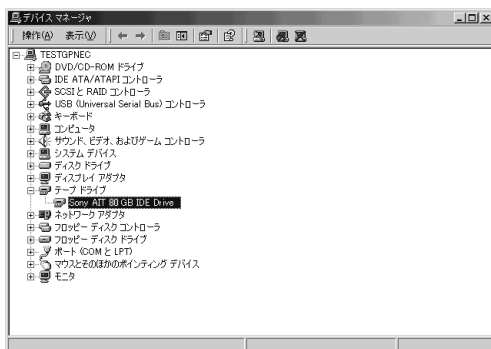 デバイス マネージャ
操作(A) 表示(V)
TESTGPNEC
DVD/CD-ROM ドライブ
IDE ATA/ATAPI コントローラ
SCSI と RAID コントローラ
USB (Universal Serial Bus) コントローラ
キーボード
コンピュータ
サウンド、ビデオ、およびゲーム コントローラ
システム デバイス
ディスク ドライブ
ディスプレイ アダプタ
テープ ドライブ
Sony AIT 80 GB IDE Drive
ネットワーク アダプタ
フロッピー ディスク コントローラ
フロッピー ディスク ドライブ
ポート (COM と LPT)
マウスとそのほかのポインティング デバイス
モニタ